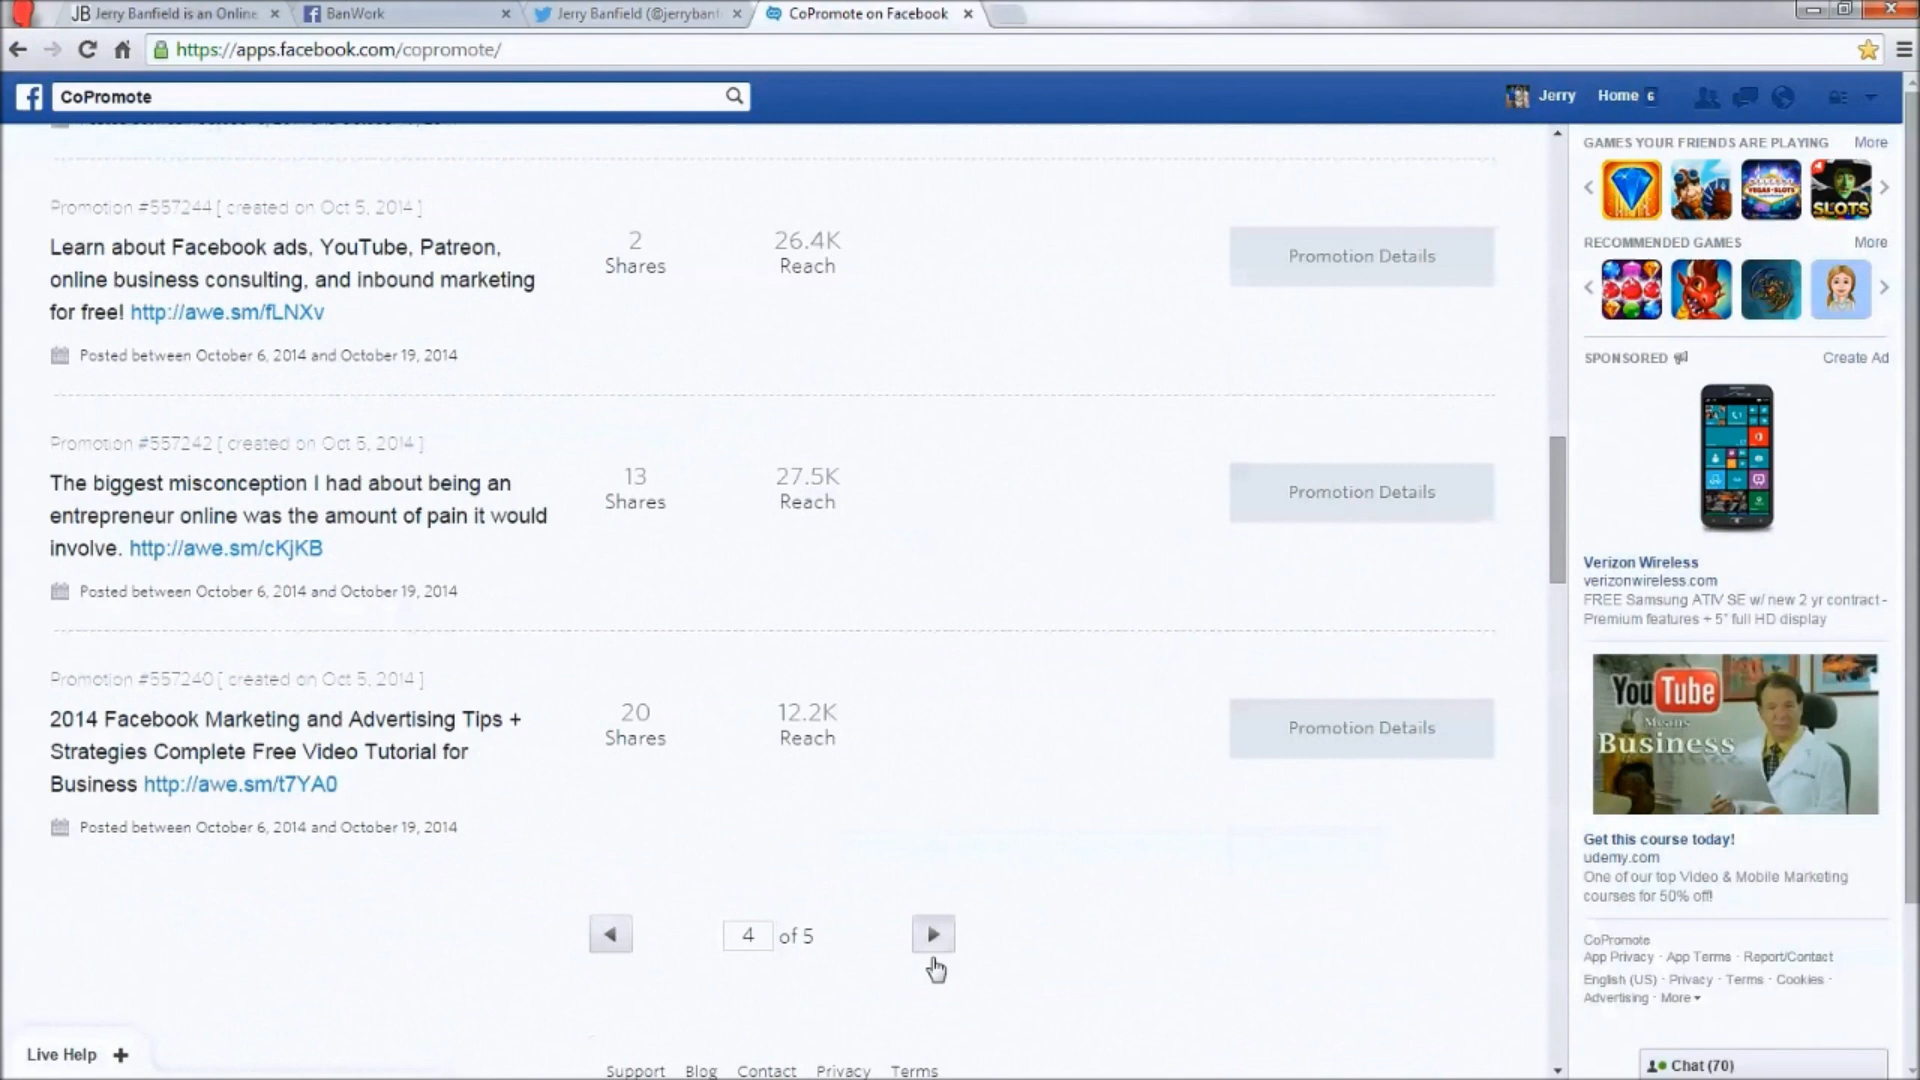 JB Jerry Banfield is an Online
BanWork
Jerry Banfield (@jerryban
CoPromote on Facebook
https://apps.facebook.com/copromote/
CoPromote
Jerry
Home 6
Promotion #557244 [ created on Oct 5, 2014 ]
Learn about Facebook ads, YouTube, Patreon,
online business consulting, and inbound marketing
for free! http://awe.sm/fLNXv
2
Shares
26.4K
Reach
Promotion Details
Posted between October 6, 2014 and October 19, 2014
Promotion #557242 [ created on Oct 5, 2014 ]
The biggest misconception I had about being an
entrepreneur online was the amount of pain it would
involve. http://awe.sm/cKjKB
13
Shares
27.5K
Reach
Promotion Details
Posted between October 6, 2014 and October 19, 2014
Promotion #557240 [ created on Oct 5, 2014 ]
2014 Facebook Marketing and Advertising Tips +
Strategies Complete Free Video Tutorial for
Business http://awe.sm/t7YA0
20
Shares
12.2K
Reach
Promotion Details
Posted between October 6, 2014 and October 19, 2014
4 of 5
Live Help +
Support Blog Contact Privacy Terms
GAMES YOUR FRIENDS ARE PLAYING More
VEGAS SLOTS
SLOTS
RECOMMENDED GAMES More
SPONSORED Create Ad
Verizon Wireless
verizonwireless.com
FREE Samsung ATIV SE w/ new 2 yr contract -
Premium features + 5" full HD display
YouTube
Means
Business
Get this course today!
udemy.com
One of our top Video & Mobile Marketing
courses for 50% off!
CoPromote
App Privacy · App Terms · Report/Contact
English (US) · Privacy · Terms · Cookies ·
Advertising · More
Chat (70)